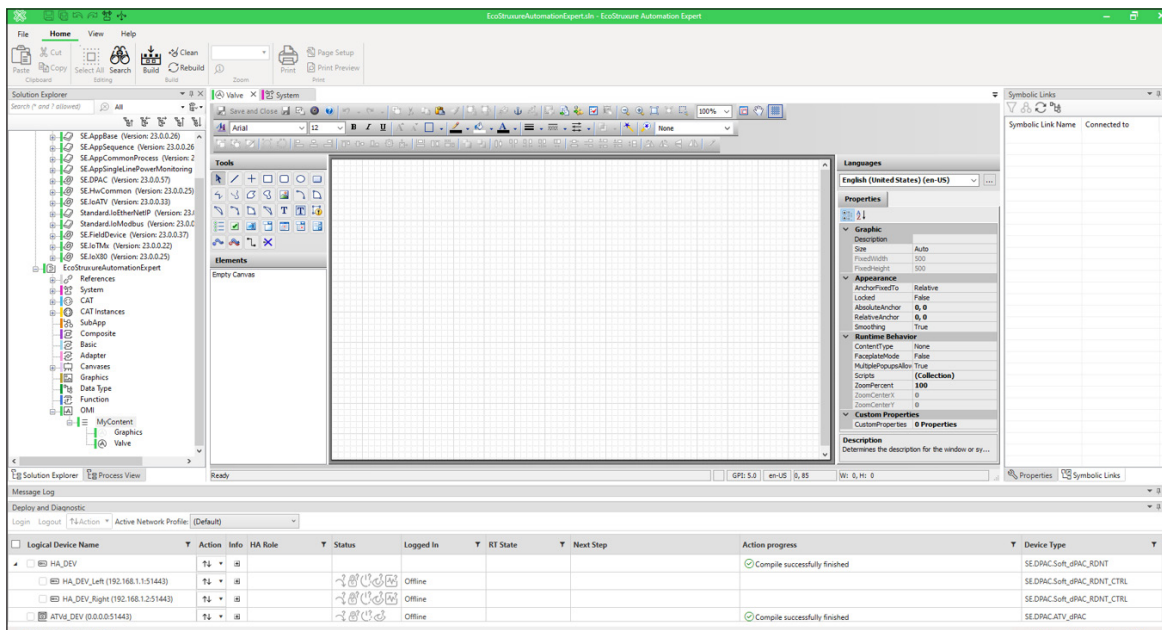 EcoStruxureAutomationExpert.sln - EcoStruxure Automation Expert
File Home View Help
Paste Cut Copy Select All Search Build Clean Rebuild Print Page Setup Print Preview
Clipboard Editing Build Zoom Print
Solution Explorer
Search (* and ? allowed) All
SE.AppBase (Version: 23.0.0.26)
SE.AppSequence (Version: 23.0.0.26
SE.AppCommonProcess (Version: 2
SE.AppSingleLinePowerMonitoring
SE.DPAC (Version: 23.0.0.57)
SE.HwCommon (Version: 23.0.0.25)
SE.IoATV (Version: 23.0.0.33)
Standard.IoEtherNetIP (Version: 23.
Standard.IoModbus (Version: 23.0.0
SE.FieldDevice (Version: 23.0.0.37)
SE.IoTMx (Version: 23.0.0.22)
SE.IoX80 (Version: 23.0.0.25)
EcoStruxureAutomationExpert
References
System
CAT
CAT Instances
SubApp
Composite
Basic
Adapter
Canvases
Graphics
Data Type
Function
OMI
MyContent
Graphics
Valve
Solution Explorer Process View
Valve System
Save and Close 100%
Arial 12 B I U A None
Tools
Elements
Empty Canvas
Ready GPI: 5.0 en-US 0, 85 W: 0, H: 0
Languages
English (United States) (en-US) ...
Properties
Graphic
Description
Size Auto
FixedWidth 500
FixedHeight 500
Appearance
AnchorFixedTo Relative
Locked False
AbsoluteAnchor 0, 0
RelativeAnchor 0, 0
Smoothing True
Runtime Behavior
ContentType None
FaceplateMode False
MultiplePopupsAllow True
Scripts (Collection)
ZoomPercent 100
ZoomCenterX 0
ZoomCenterY 0
Custom Properties
CustomProperties 0 Properties
Description
Determines the description for the window or sy...
Symbolic Links
Symbolic Link Name Connected to
Properties Symbolic Links
Message Log
Deploy and Diagnostic
Login Logout Action Active Network Profile: (Default)
Logical Device Name Action Info HA Role Status Logged In RT State Next Step Action progress Device Type
HA_DEV Compile successfully finished SE.DPAC.Soft_dPAC_RDNT
HA_DEV_Left (192.168.1.1:51443) Offline SE.DPAC.Soft_dPAC_RDNT_CTRL
HA_DEV_Right (192.168.1.2:51443) Offline SE.DPAC.Soft_dPAC_RDNT_CTRL
ATVd_DEV (0.0.0.0:51443) Offline Compile successfully finished SE.DPAC.ATV_dPAC